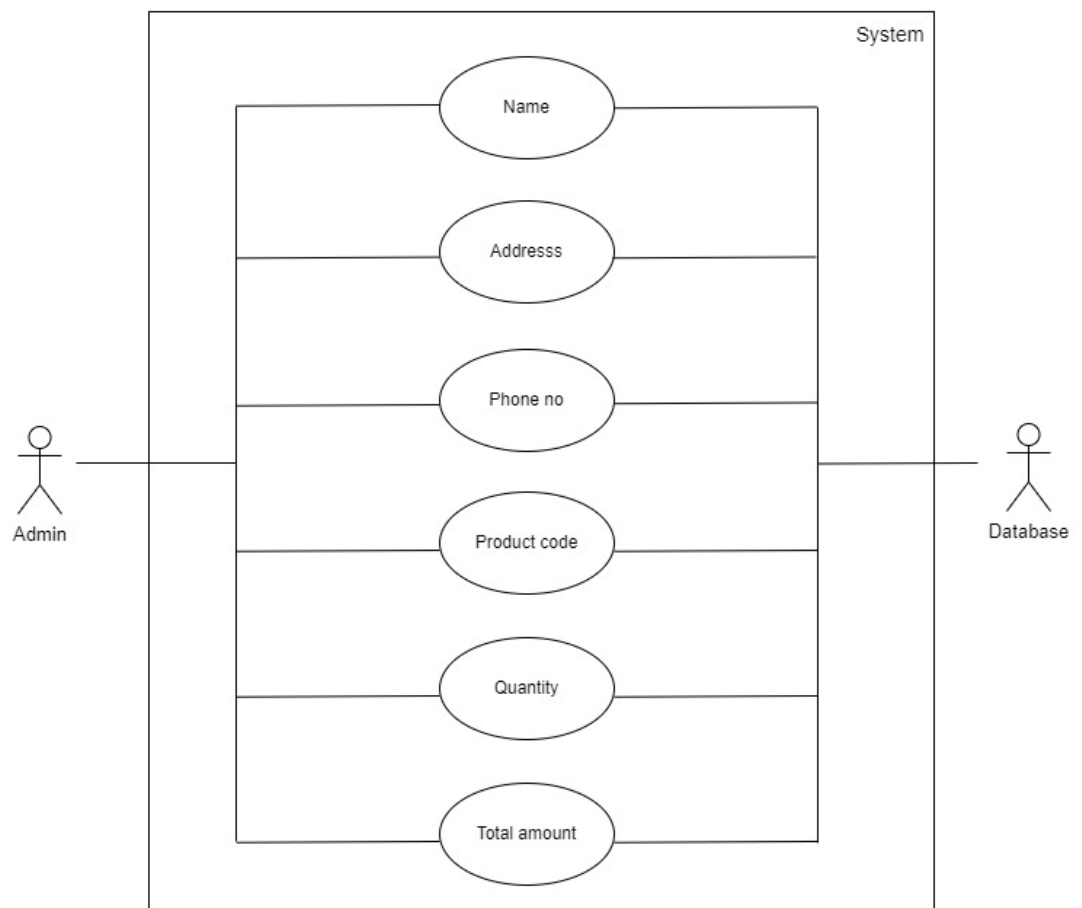 System
Name
Addresss
Phone no
Admin
Database
Product code
Quantity
Total amount